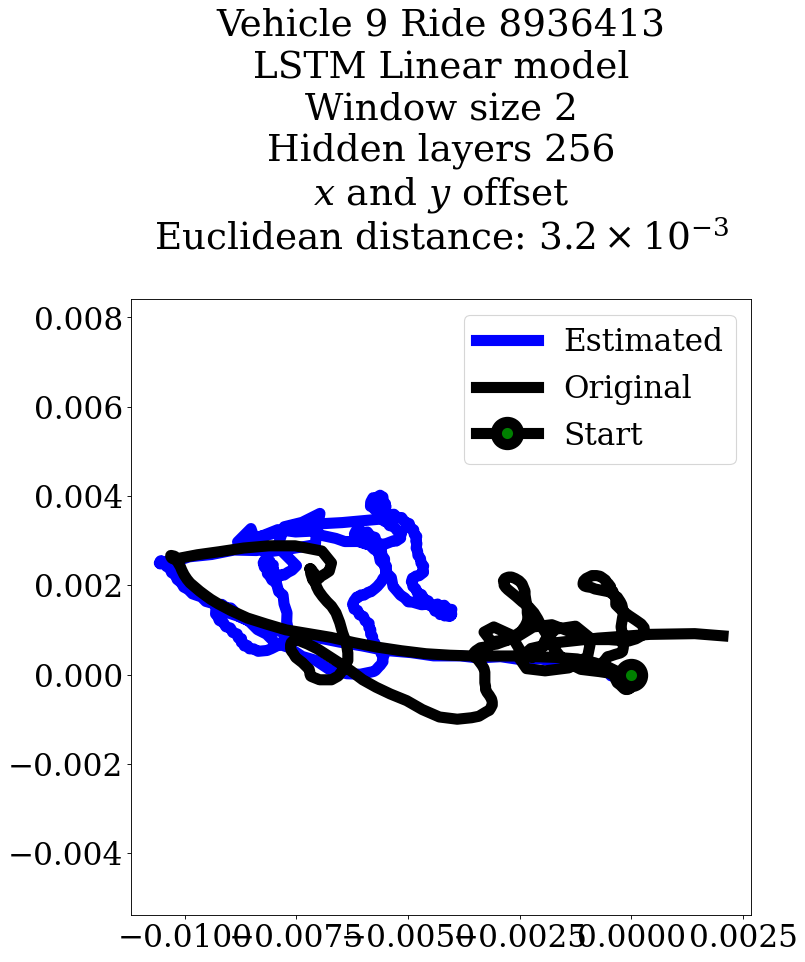 Vehicle 9 Ride 8936413
LSTM Linear model
Window size 2
Hidden layers 256
x and y offset
Euclidean distance: 3.2 × 10⁻³
Estimated
Original
Start
0.008
0.006
0.004
0.002
0.000
−0.002
−0.004
−0.0100 −0.0075 −0.0050 −0.0025 0.0000 0.0025